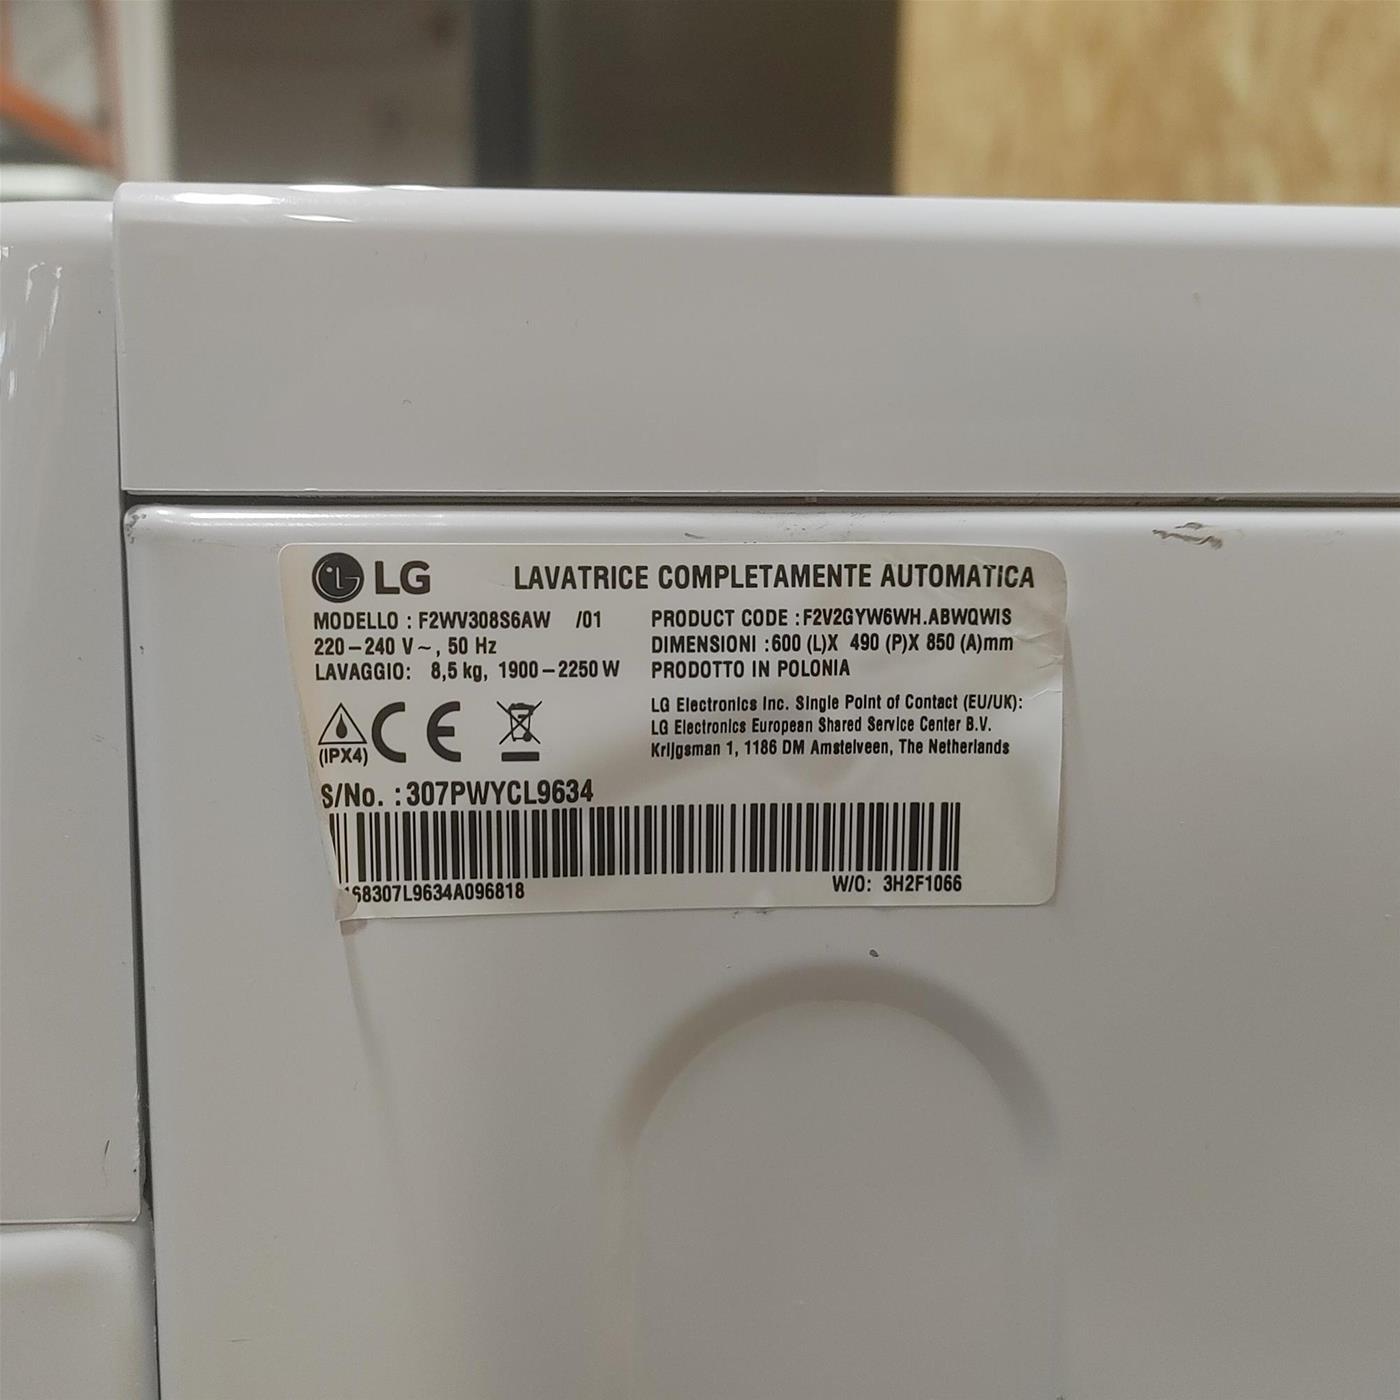 LG LAVATRICE COMPLETAMENTE AUTOMATICA
MODELLO : F2WV308S6AW /01
220-240 V~, 50 Hz
LAVAGGIO: 8,5 kg, 1900-2250 W
PRODUCT CODE : F2V2GYW6WH.ABWQWIS
DIMENSIONI : 600 (L)X 490 (P)X 850 (A)mm
PRODOTTO IN POLONIA
LG Electronics Inc. Single Point of Contact (EU/UK):
LG Electronics European Shared Service Center B.V.
Krijgsman 1, 1186 DM Amstelveen, The Netherlands
(IPX4) CE
S/No. : 307PWYCL9634
68307L9634A096818
W/O: 3H2F1066